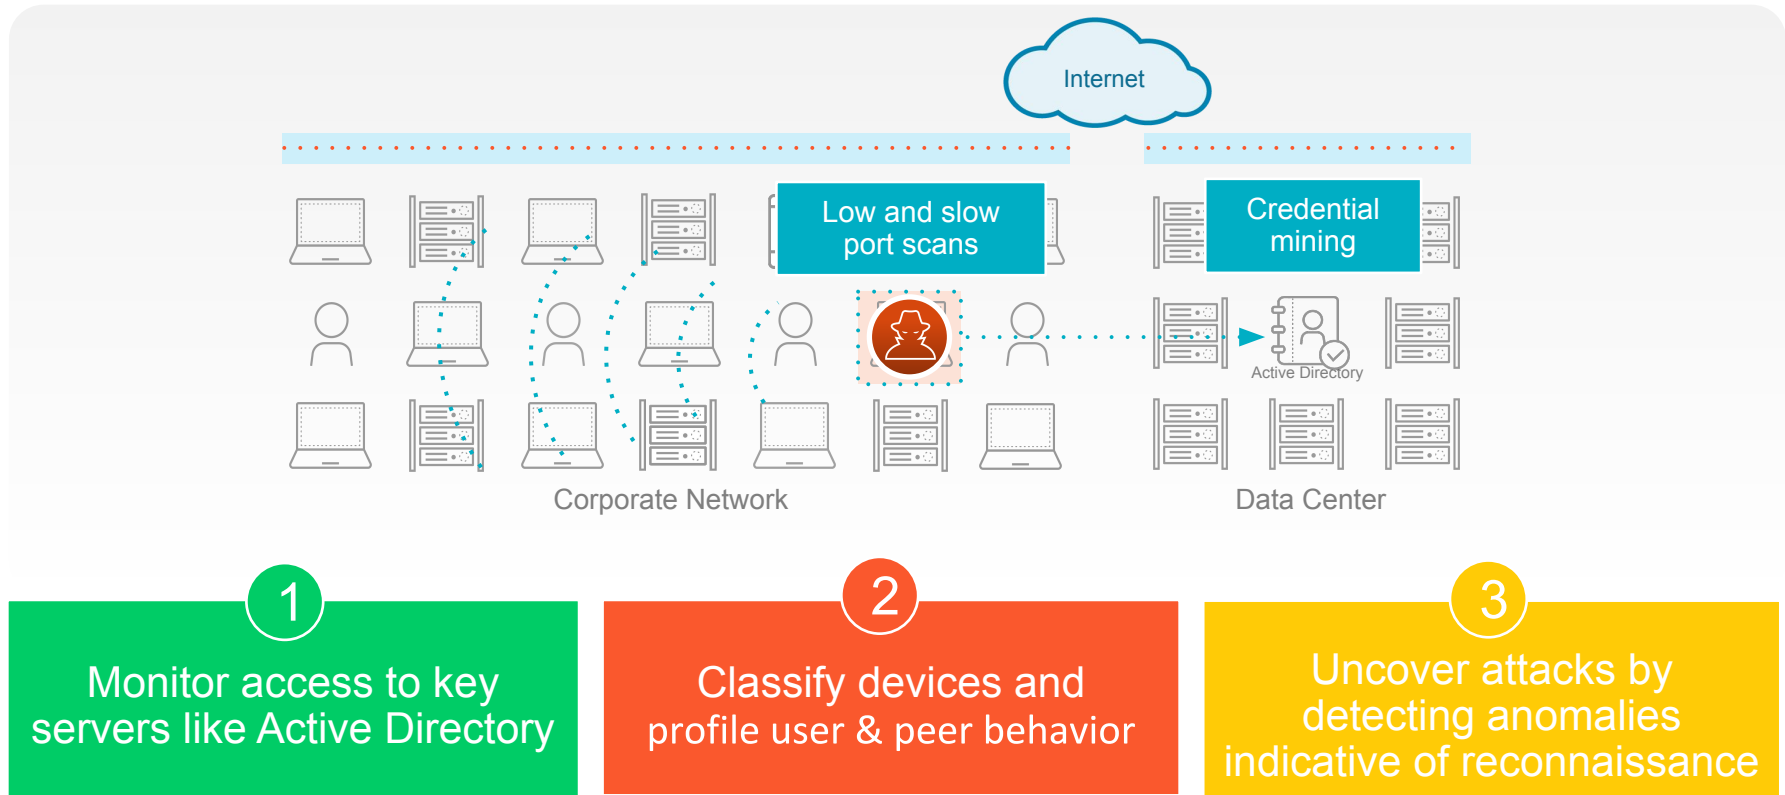 Internet
Low and slow
port scans
Credential
mining
Active Directory
Corporate Network
Data Center
1
Monitor access to key
servers like Active Directory
2
Classify devices and
profile user & peer behavior
3
Uncover attacks by
detecting anomalies
indicative of reconnaissance